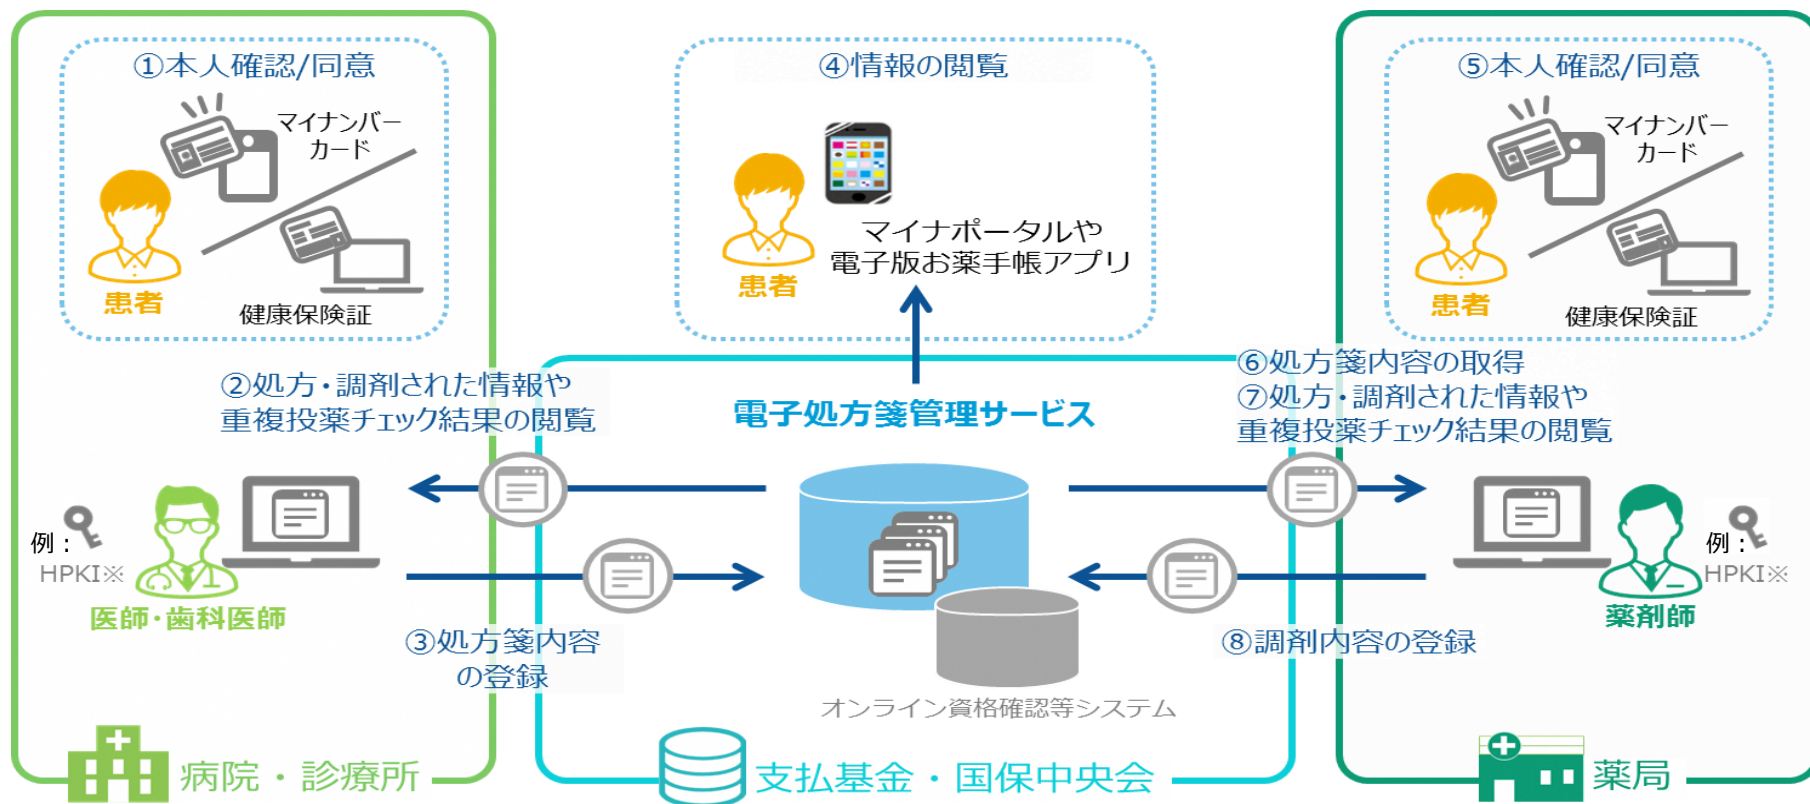 ①本人確認/同意
マイナンバー
カード
患者
健康保険証
②処方・調剤された情報や
重複投薬チェック結果の閲覧
例：
HPKI※
医師・歯科医師
③処方箋内容
の登録
病院・診療所
④情報の閲覧
マイナポータルや
電子版お薬手帳アプリ
患者
電子処方箋管理サービス
オンライン資格確認等システム
支払基金・国保中央会
⑤本人確認/同意
マイナンバー
カード
患者
健康保険証
⑥処方箋内容の取得
⑦処方・調剤された情報や
重複投薬チェック結果の閲覧
例：
HPKI※
薬剤師
⑧調剤内容の登録
薬局